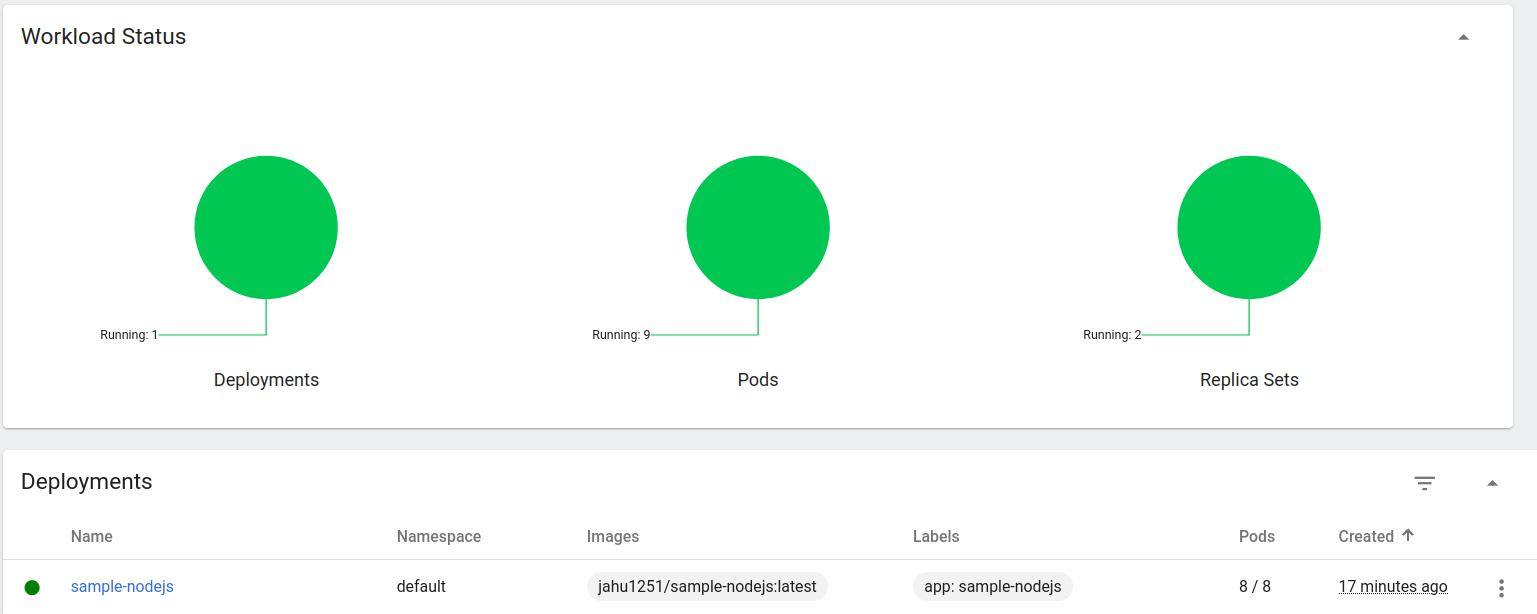 Workload Status
Running: 1
Running: 9
Running: 2
Deployments
Pods
Replica Sets
Deployments
Name Namespace Images Labels Pods Created
sample-nodejs default jahu1251/sample-nodejs:latest app: sample-nodejs 8 / 8 17 minutes ago